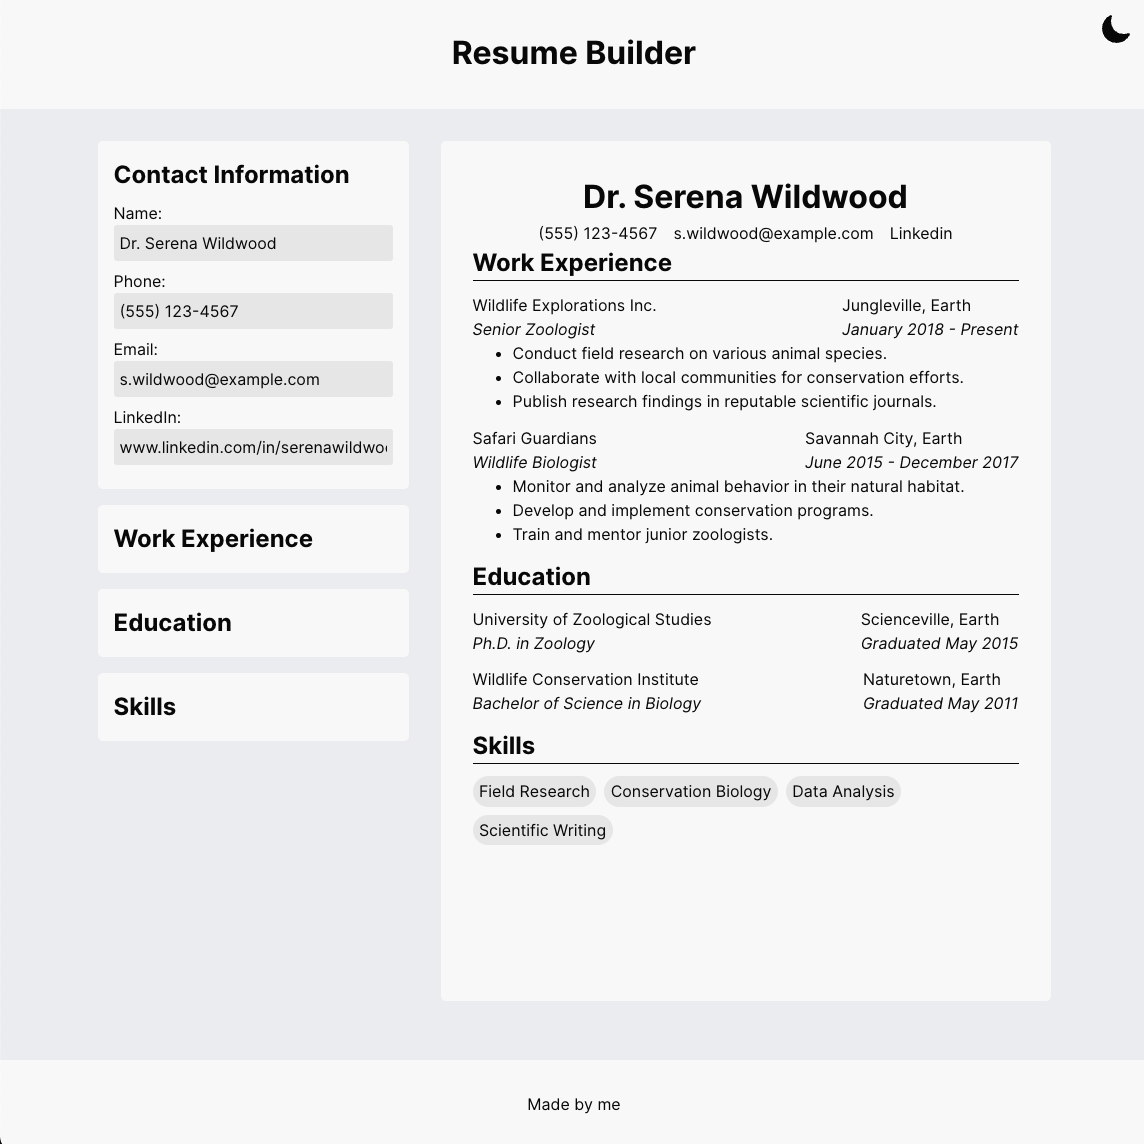 Resume Builder
Contact Information
Name:
Dr. Serena Wildwood
Phone:
(555) 123-4567
Email:
s.wildwood@example.com
LinkedIn:
www.linkedin.com/in/serenawildwoo
Work Experience
Education
Skills
Dr. Serena Wildwood
(555) 123-4567 s.wildwood@example.com Linkedin
Work Experience
Wildlife Explorations Inc. Jungleville, Earth
Senior Zoologist January 2018 - Present
• Conduct field research on various animal species.
• Collaborate with local communities for conservation efforts.
• Publish research findings in reputable scientific journals.
Safari Guardians Savannah City, Earth
Wildlife Biologist June 2015 - December 2017
• Monitor and analyze animal behavior in their natural habitat.
• Develop and implement conservation programs.
• Train and mentor junior zoologists.
Education
University of Zoological Studies Scienceville, Earth
Ph.D. in Zoology Graduated May 2015
Wildlife Conservation Institute Naturetown, Earth
Bachelor of Science in Biology Graduated May 2011
Skills
Field Research Conservation Biology Data Analysis
Scientific Writing
Made by me